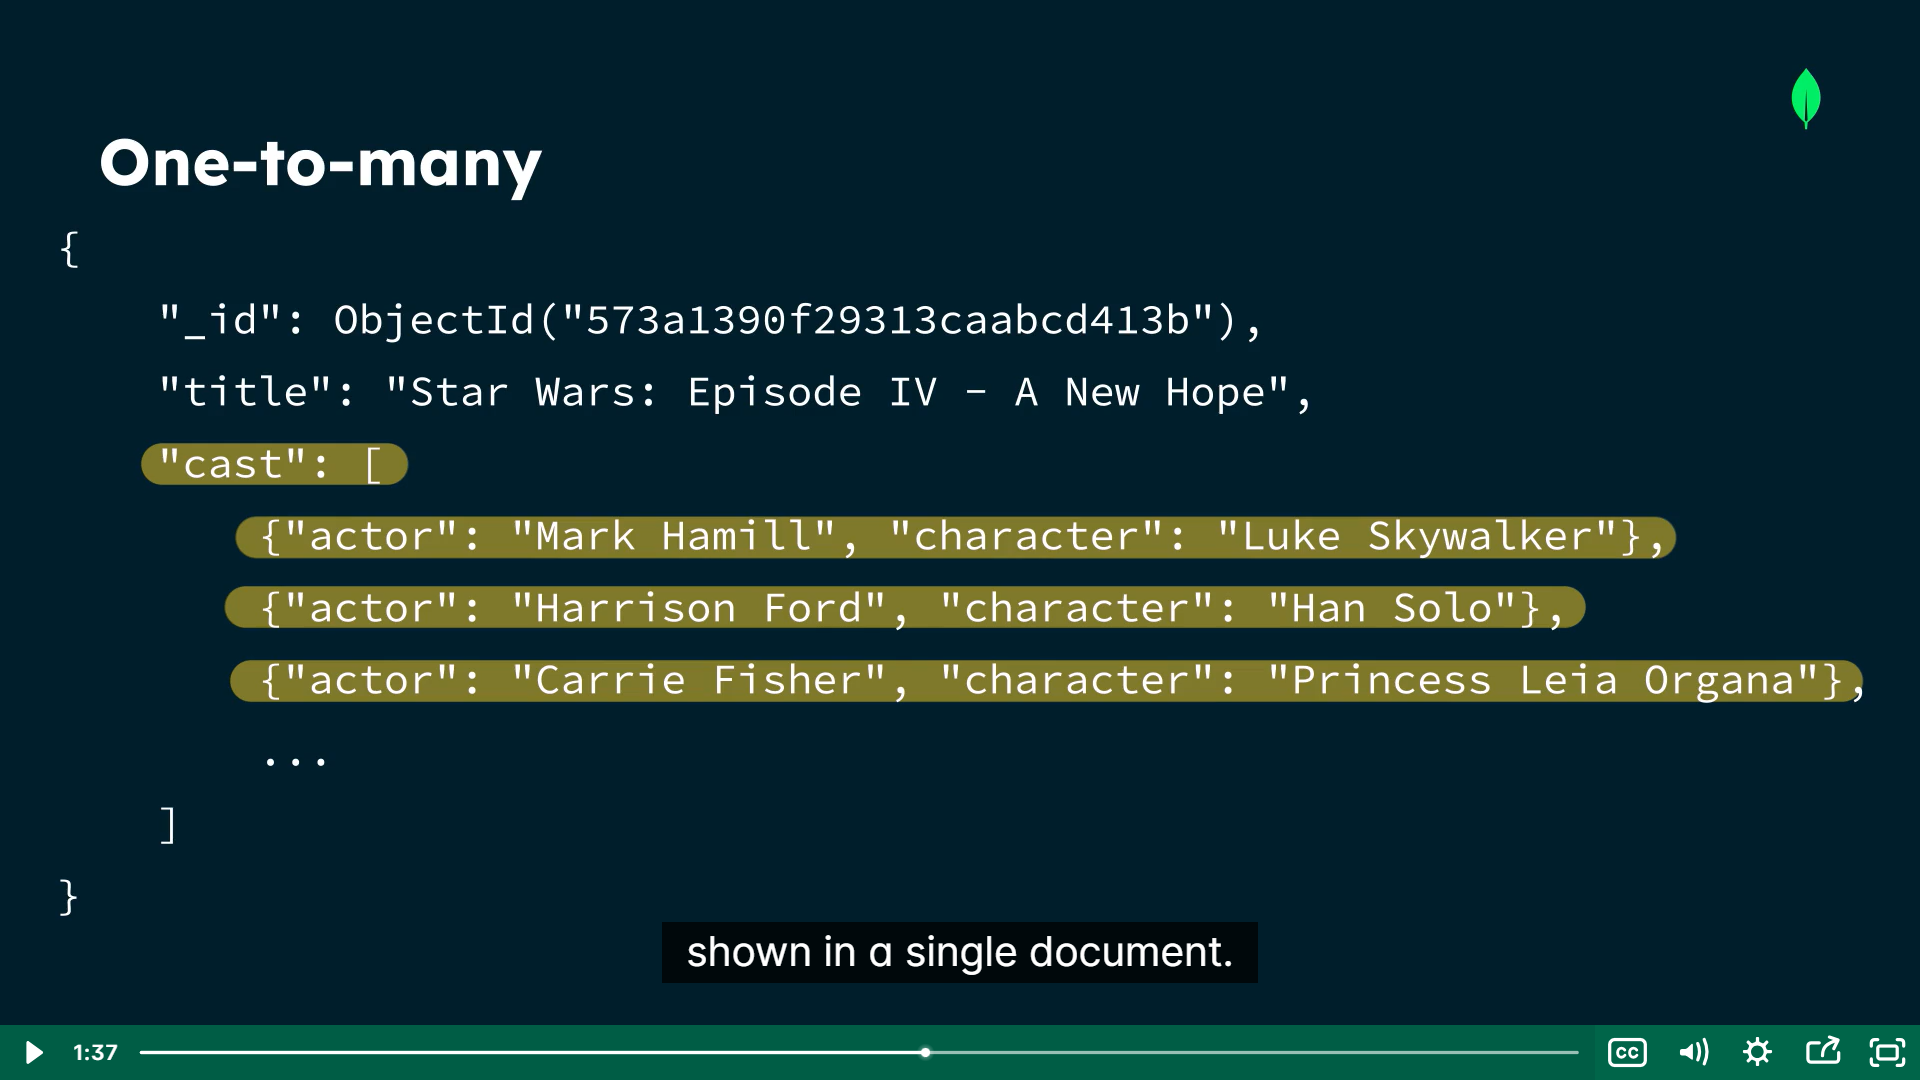 One-to-many
{
"_id": ObjectId("573a1390f29313caabcd413b"),
"title": "Star Wars: Episode IV – A New Hope",
"cast": [
{"actor": "Mark Hamill", "character": "Luke Skywalker"},
{"actor": "Harrison Ford", "character": "Han Solo"},
{"actor": "Carrie Fisher", "character": "Princess Leia Organa"},
...
]
}
shown in a single document.
1:37
CC